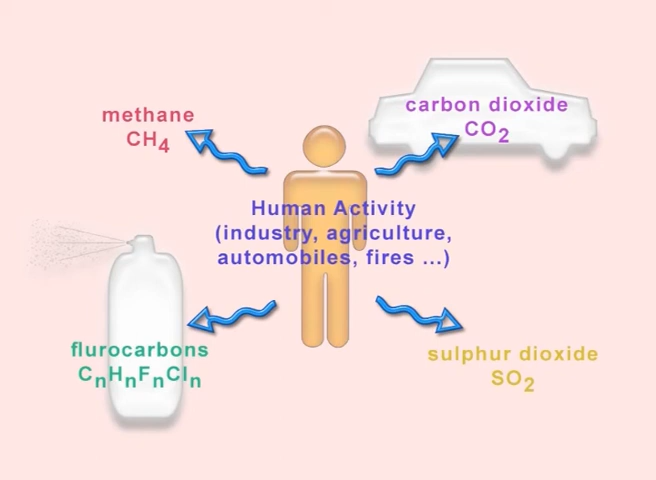 methane
CH4
carbon dioxide
CO2
Human Activity
(industry, agriculture,
automobiles, fires ...)
flurocarbons
CnHnFnCln
sulphur dioxide
SO2